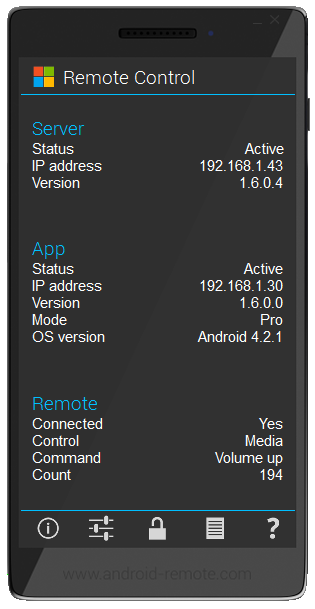 Remote Control
Server
Status Active
IP address 192.168.1.43
Version 1.6.0.4
App
Status Active
IP address 192.168.1.30
Version 1.6.0.0
Mode Pro
OS version Android 4.2.1
Remote
Connected Yes
Control Media
Command Volume up
Count 194
?
www.android-remote.com